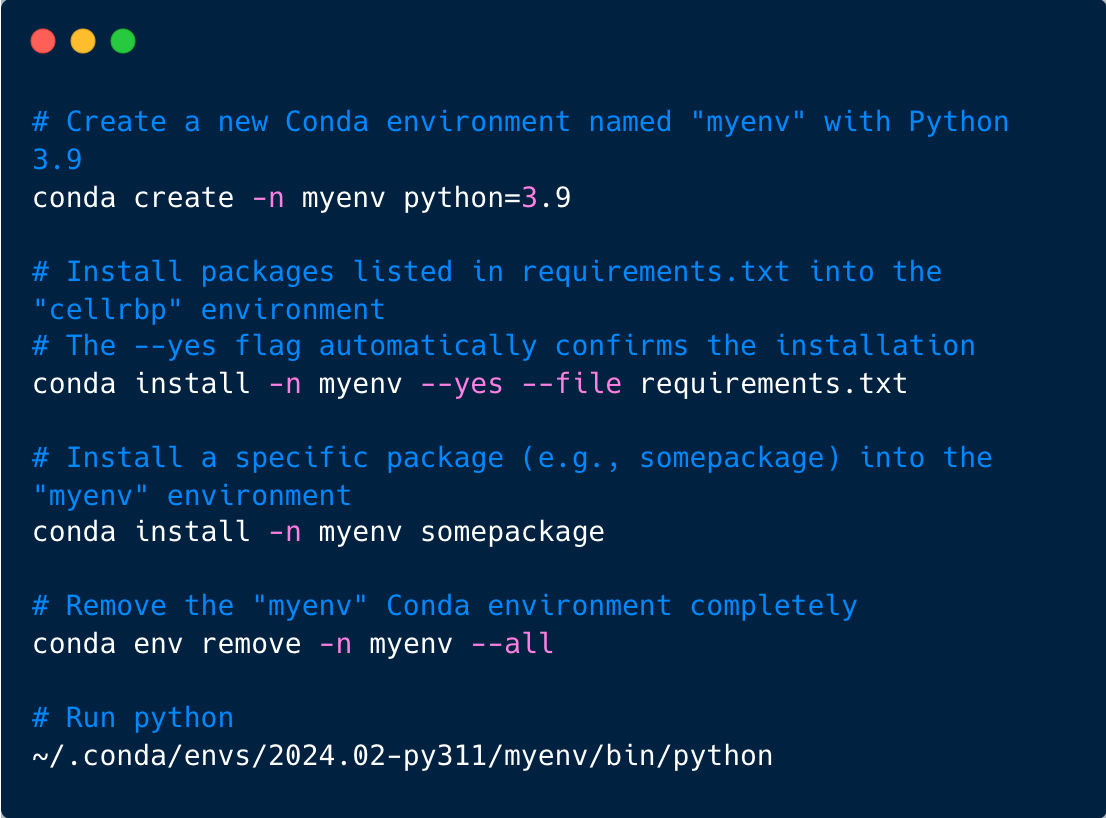 # Create a new Conda environment named "myenv" with Python
3.9
conda create -n myenv python=3.9
# Install packages listed in requirements.txt into the
"cellrbp" environment
# The --yes flag automatically confirms the installation
conda install -n myenv --yes --file requirements.txt
# Install a specific package (e.g., somepackage) into the
"myenv" environment
conda install -n myenv somepackage
# Remove the "myenv" Conda environment completely
conda env remove -n myenv --all
# Run python
~/.conda/envs/2024.02-py311/myenv/bin/python